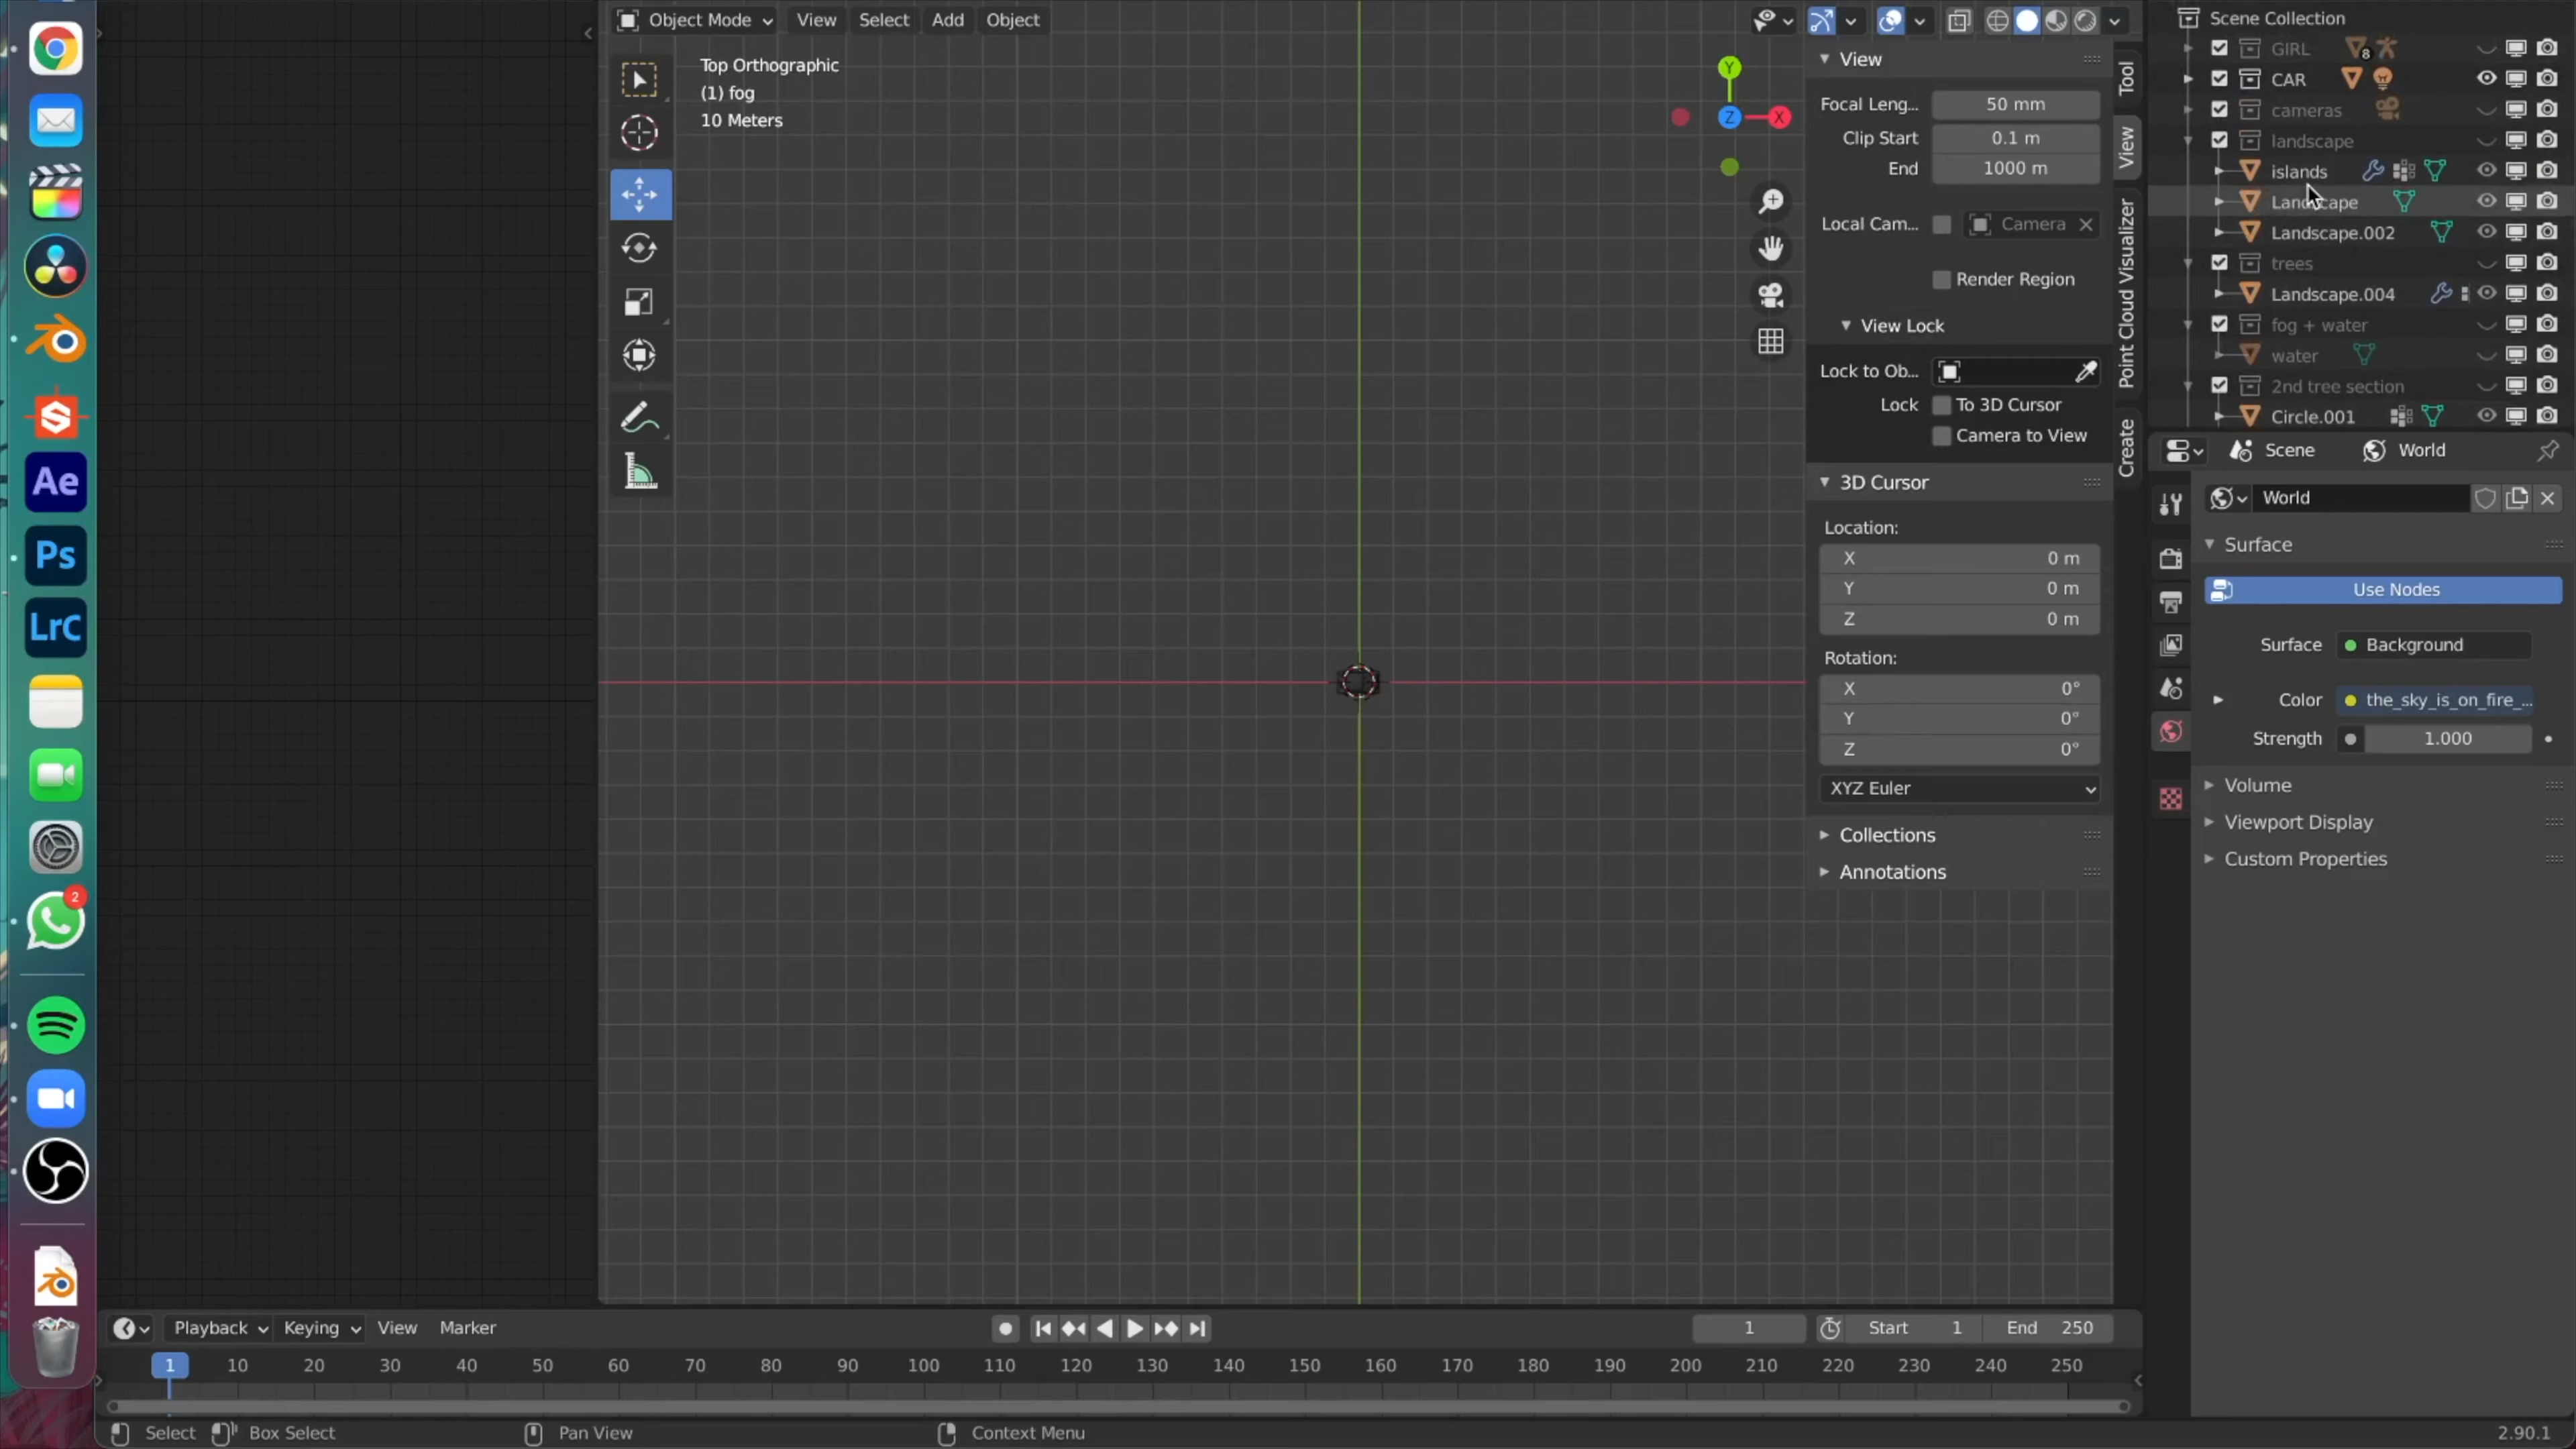 Object Mode View Select Add Object
Top Orthographic
(1) fog
10 Meters
Y
Z X
View
Focal Leng... 50 mm
Clip Start 0.1 m
End 1000 m
Local Cam... Camera
Render Region
View Lock
Lock to Ob...
Lock To 3D Cursor
Camera to View
3D Cursor
Location:
X 0 m
Y 0 m
Z 0 m
Rotation:
X 0°
Y 0°
Z 0°
XYZ Euler
Collections
Annotations
Tool
View
Point Cloud Visualizer
Create
Scene Collection
GIRL 8
CAR
cameras
landscape
islands
Landscape
Landscape.002
trees
Landscape.004
fog + water
water
2nd tree section
Circle.001
Scene World
World
Surface
Use Nodes
Surface Background
Color the_sky_is_on_fire_...
Strength 1.000
Volume
Viewport Display
Custom Properties
Ae
Ps
LrC
2
Playback Keying View Marker
1 Start 1 End 250
1 10 20 30 40 50 60 70 80 90 100 110 120 130 140 150 160 170 180 190 200 210 220 230 240 250
Select Box Select Pan View Context Menu 2.90.1